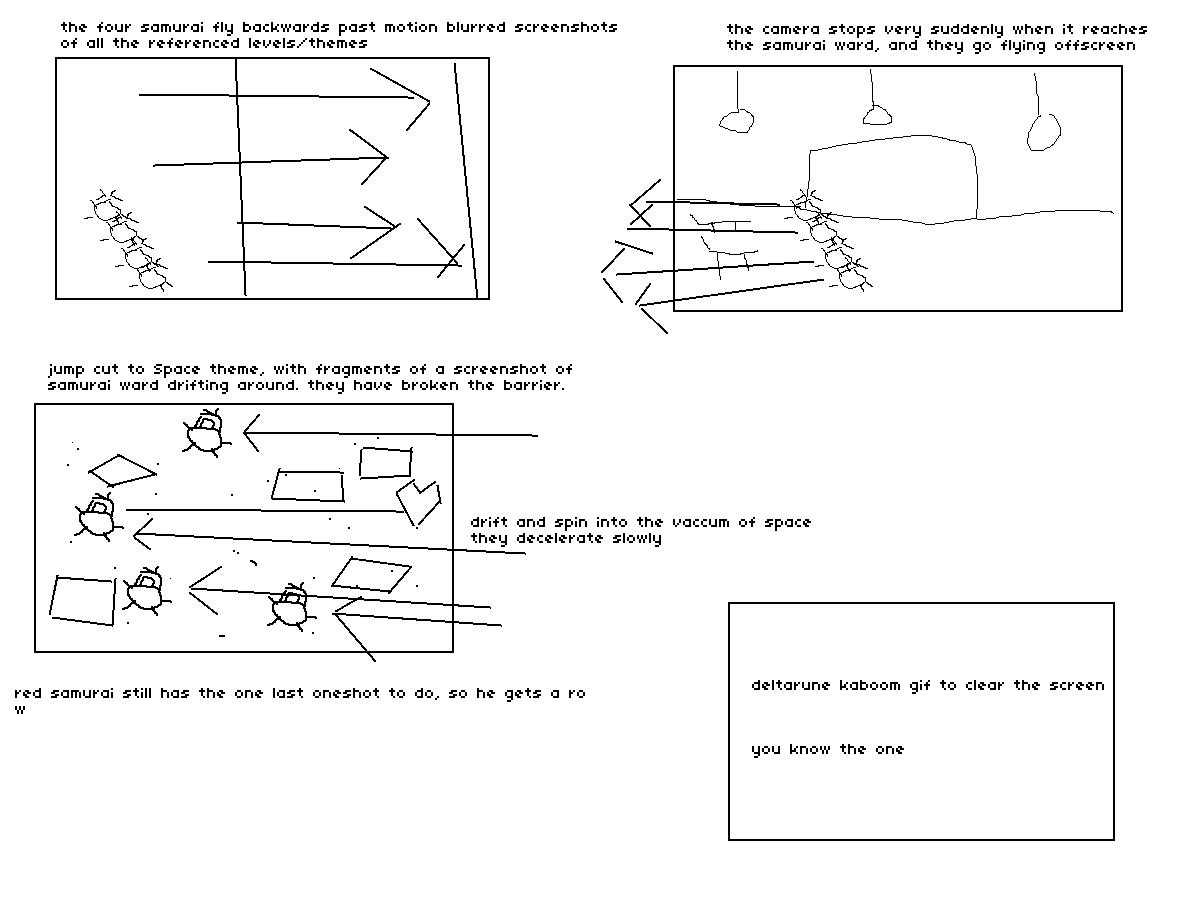 the four samurai fly backwards past motion blurred screenshots
of all the referenced levels/themes
the camera stops very suddenly when it reaches
the samurai ward, and they go flying offscreen
jump cut to Space theme, with fragments of a screenshot of
samurai ward drifting around. they have broken the barrier.
drift and spin into the vaccum of space
they decelerate slowly
red samurai still has the one last oneshot to do, so he gets a ro
w
deltarune kaboom gif to clear the screen
you know the one